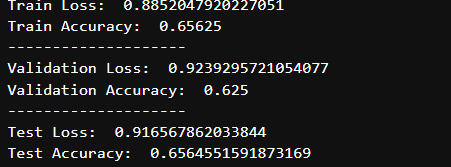 Train Loss:  0.8852047920227051
Train Accuracy:  0.65625
-------------------
Validation Loss:  0.9239295721054077
Validation Accuracy:  0.625
-------------------
Test Loss:  0.916567862033844
Test Accuracy:  0.6564551591873169